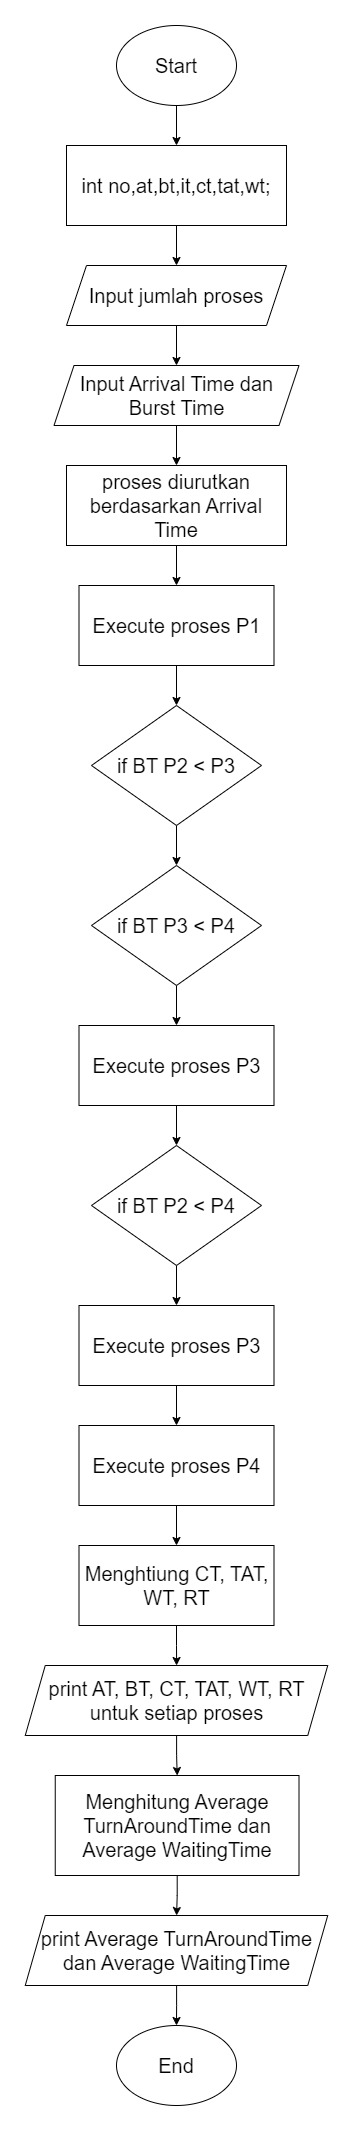 Start
int no,at,bt,it,ct,tat,wt;
Input jumlah proses
Input Arrival Time dan
Burst Time
proses diurutkan
berdasarkan Arrival
Time
Execute proses P1
if BT P2 < P3
if BT P3 < P4
Execute proses P3
if BT P2 < P4
Execute proses P3
Execute proses P4
Menghtiung CT, TAT,
WT, RT
print AT, BT, CT, TAT, WT, RT
untuk setiap proses
Menghitung Average
TurnAroundTime dan
Average WaitingTime
print Average TurnAroundTime
dan Average WaitingTime
End